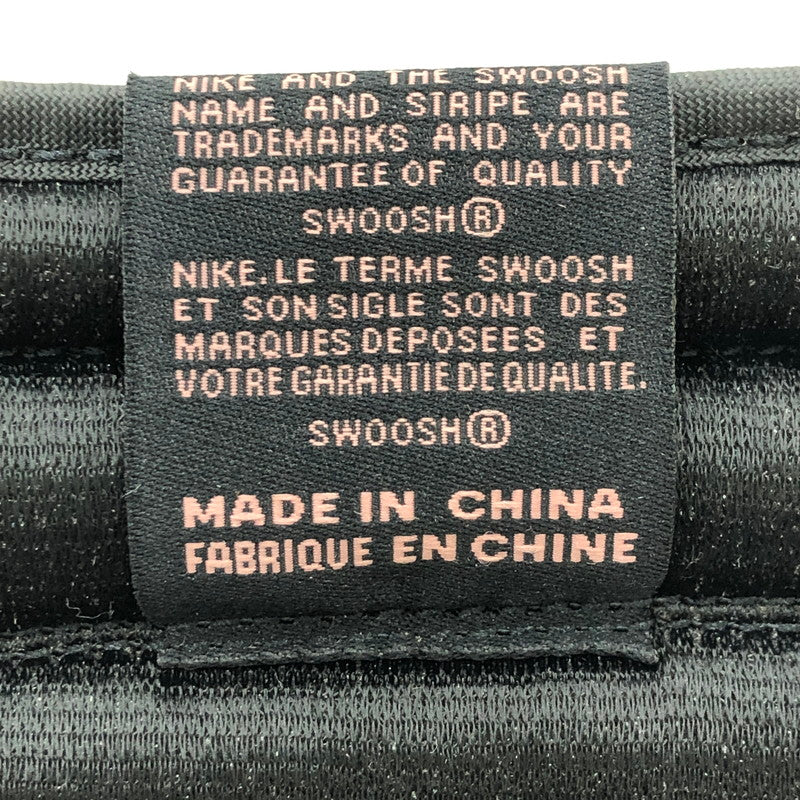 NIKE AND THE SWOOSH
NAME AND STRIPE ARE
TRADEMARKS AND YOUR
GUARANTEE OF QUALITY
SWOOSH®
NIKE.LE TERME SWOOSH
ET SON.SIGLE SONT DES
MARQUES DEPOSEES ET
VOTRE GARANTIE DE QUALITE.
SWOOSH®
MADE IN CHINA
FABRIQUE EN CHINE